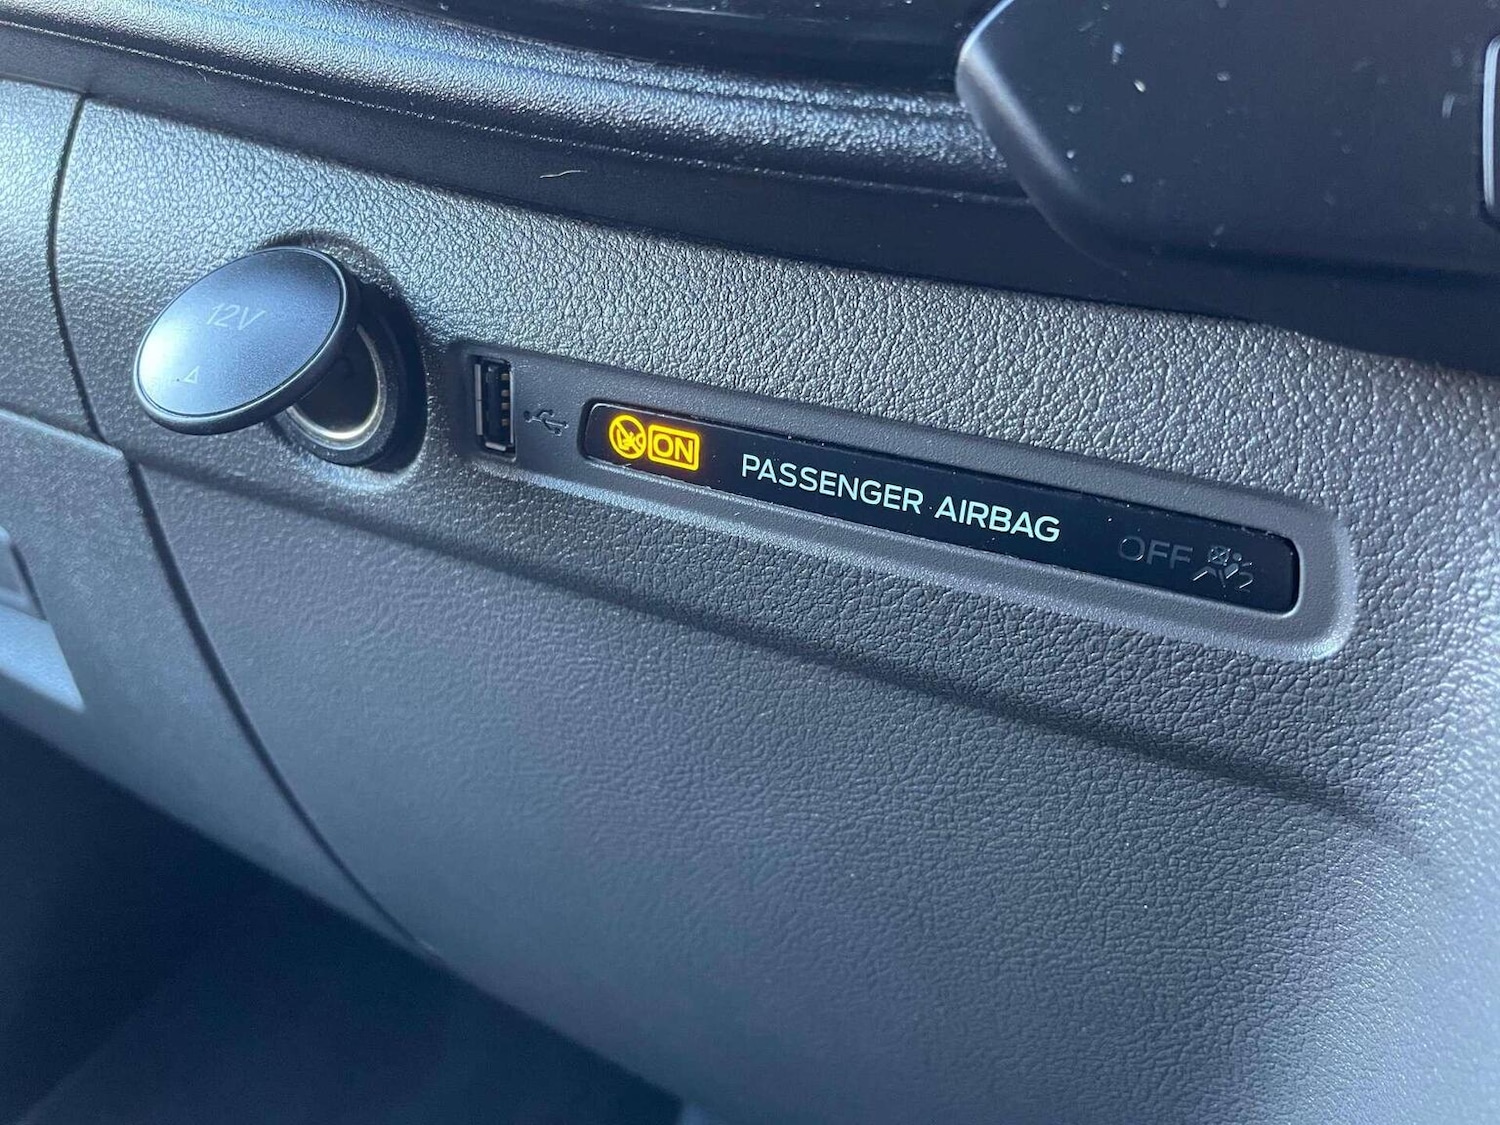 12V
ON PASSENGER AIRBAG OFF